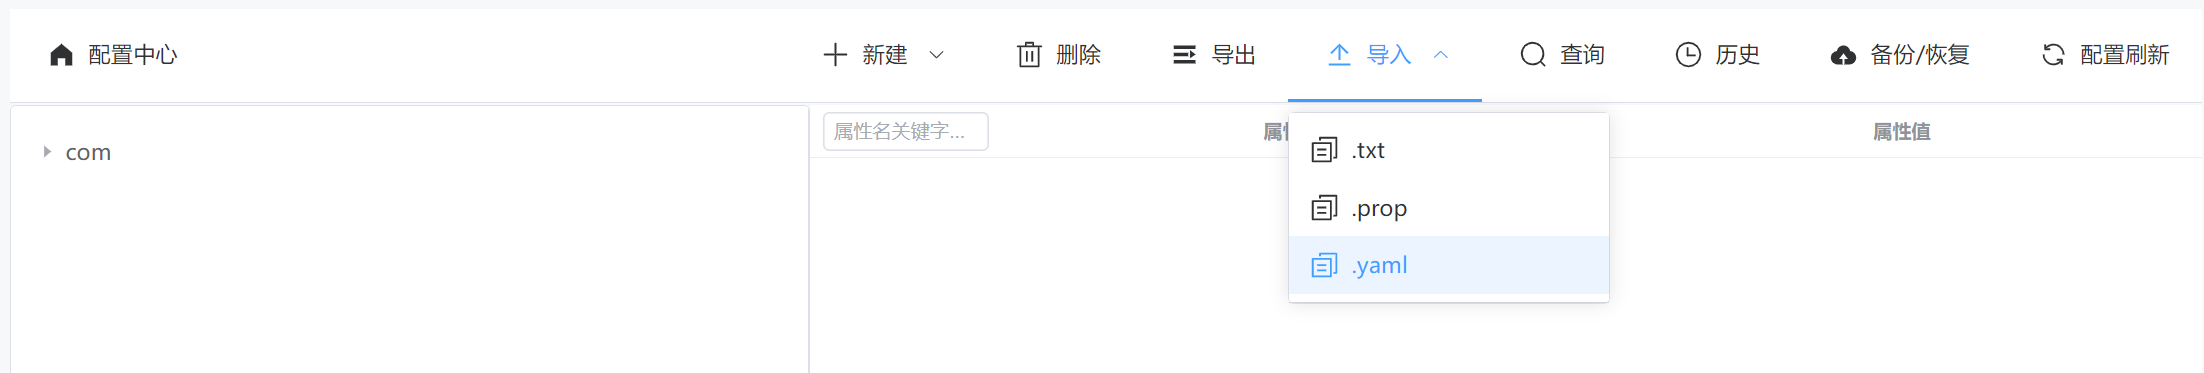 配置中心 新建 删除 导出 导入 查询 历史 备份/恢复 配置刷新
com
属性名关键字... 属性 属性值
.txt
.prop
.yaml